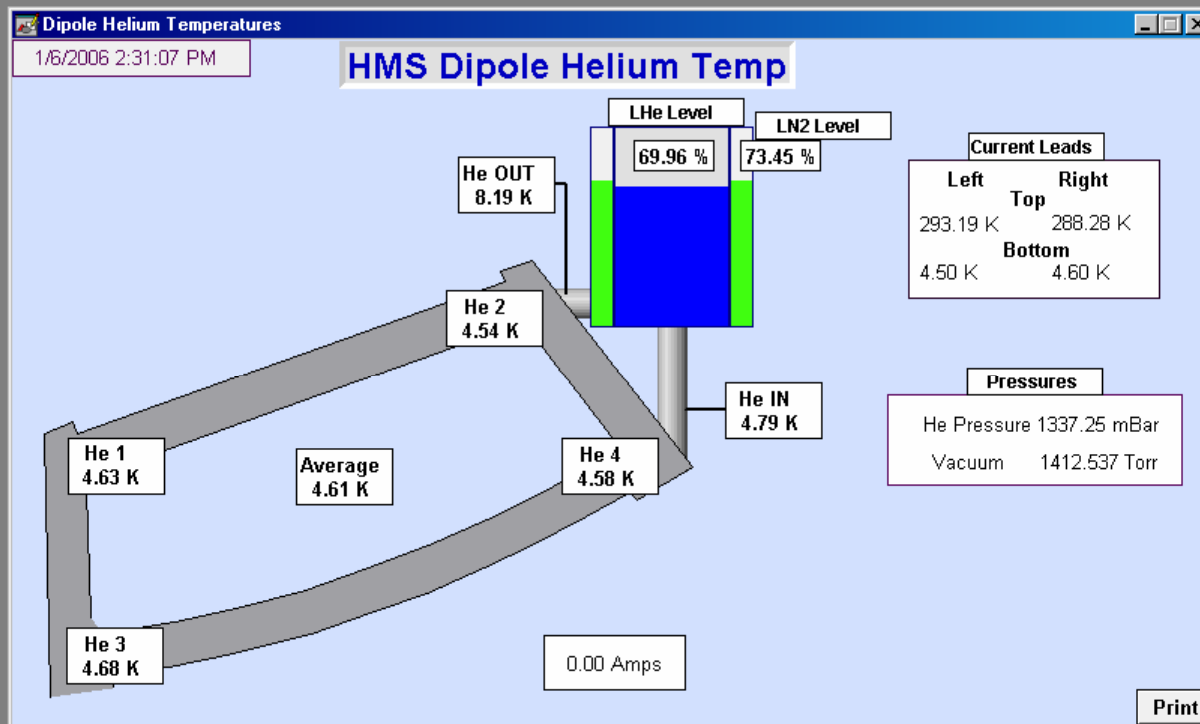 Dipole Helium Temperatures
1/6/2006 2:31:07 PM
HMS Dipole Helium Temp
LHe Level
LN2 Level
69.96 %
73.45 %
He OUT
8.19 K
Current Leads
Left Right
Top
293.19 K 288.28 K
Bottom
4.50 K 4.60 K
He 2
4.54 K
He IN
4.79 K
Pressures
He Pressure 1337.25 mBar
Vacuum 1412.537 Torr
He 1
4.63 K
Average
4.61 K
He 4
4.58 K
He 3
4.68 K
0.00 Amps
Print